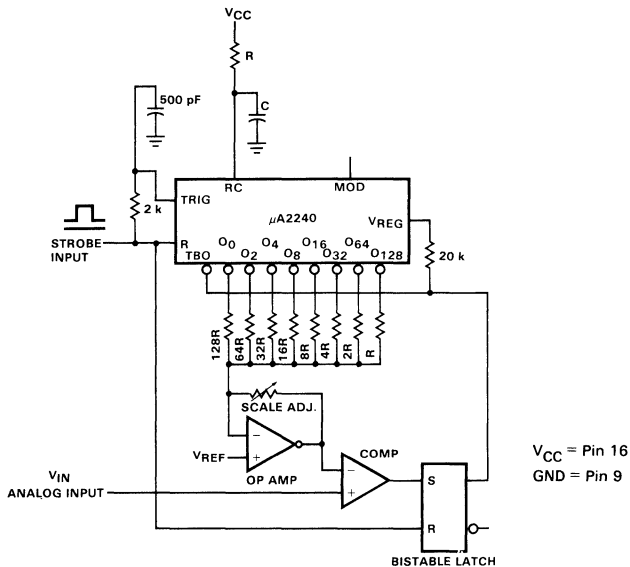 VCC
R
500 pF
C
RC
MOD
TRIG
2 k
μA2240
VREG
STROBE
INPUT
R
O0 O4 O16 O64
TBO O2 O8 O32 O128
20 k
128R
64R
32R
16R
8R
4R
2R
R
SCALE ADJ.
VREF
OP AMP
COMP
VIN
ANALOG INPUT
S
R
BISTABLE LATCH
VCC = Pin 16
GND = Pin 9